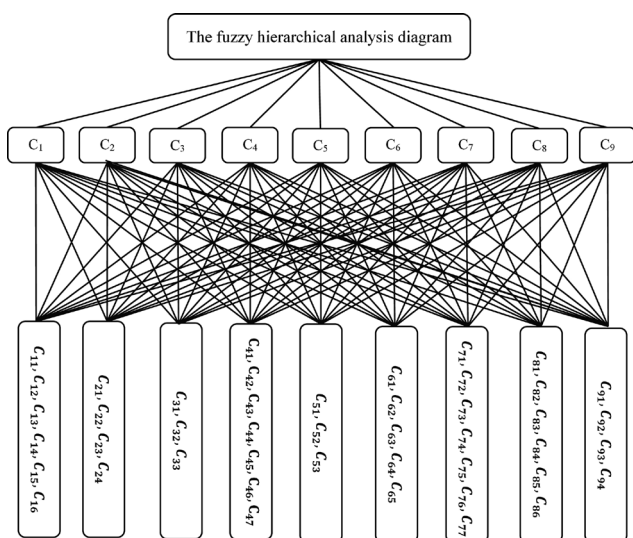 The fuzzy hierarchical analysis diagram
C₁
C₂
C₃
C₄
C₅
C₆
C₇
C₈
C₉
C₁₁, C₁₂, C₁₃, C₁₄, C₁₅, C₁₆
C₂₁, C₂₂, C₂₃, C₂₄
C₃₁, C₃₂, C₃₃
C₄₁, C₄₂, C₄₃, C₄₄, C₄₅, C₄₆, C₄₇
C₅₁, C₅₂, C₅₃
C₆₁, C₆₂, C₆₃, C₆₄, C₆₅
C₇₁, C₇₂, C₇₃, C₇₄, C₇₅, C₇₆, C₇₇
C₈₁, C₈₂, C₈₃, C₈₄, C₈₅, C₈₆
C₉₁, C₉₂, C₉₃, C₉₄